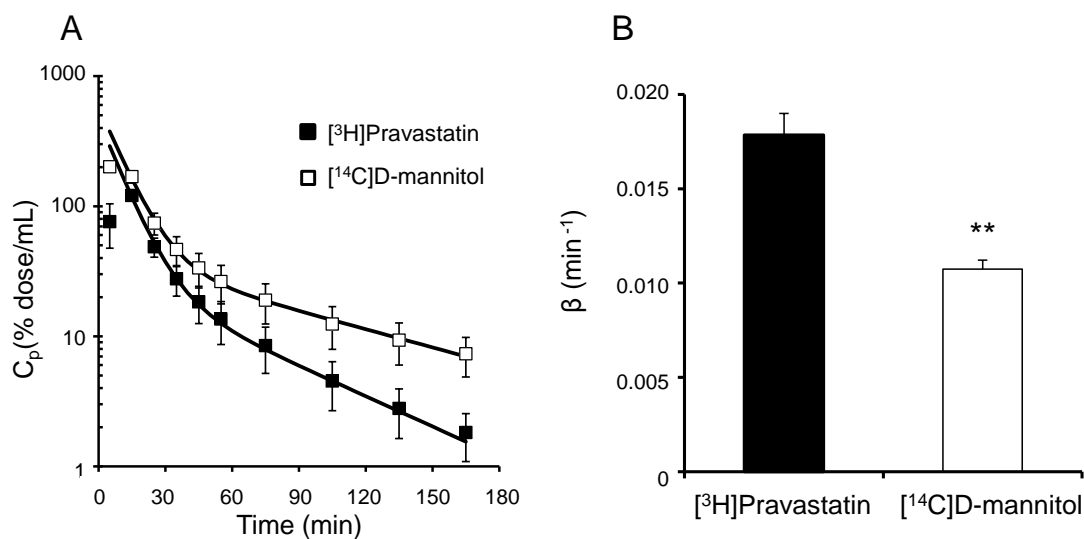 A
1000
100
10
1
Cₚ(% dose/mL)
0 30 60 90 120 150 180
Time (min)
[³H]Pravastatin
[¹⁴C]D-mannitol
B
0.020
0.015
0.010
0.005
0
β (min⁻¹)
**
[³H]Pravastatin [¹⁴C]D-mannitol